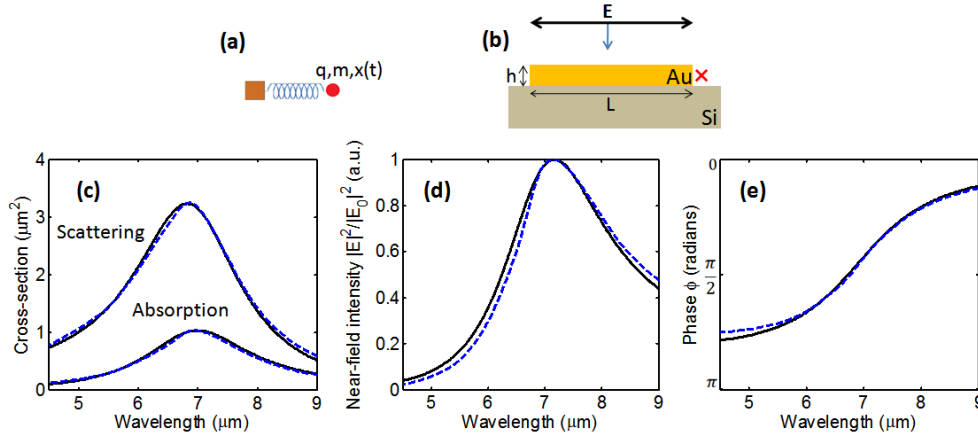 (a)
q,m,x(t)
(b)
E
h
Au
L
Si
(c)
Cross-section (μm²)
4
3
2
1
0
Scattering
Absorption
5 6 7 8 9
Wavelength (μm)
(d)
Near-field intensity |E|²/|E₀|² (a.u.)
1
0.8
0.6
0.4
0.2
0
5 6 7 8 9
Wavelength (μm)
(e)
Phase ϕ (radians)
0
π
2
π
5 6 7 8 9
Wavelength (μm)